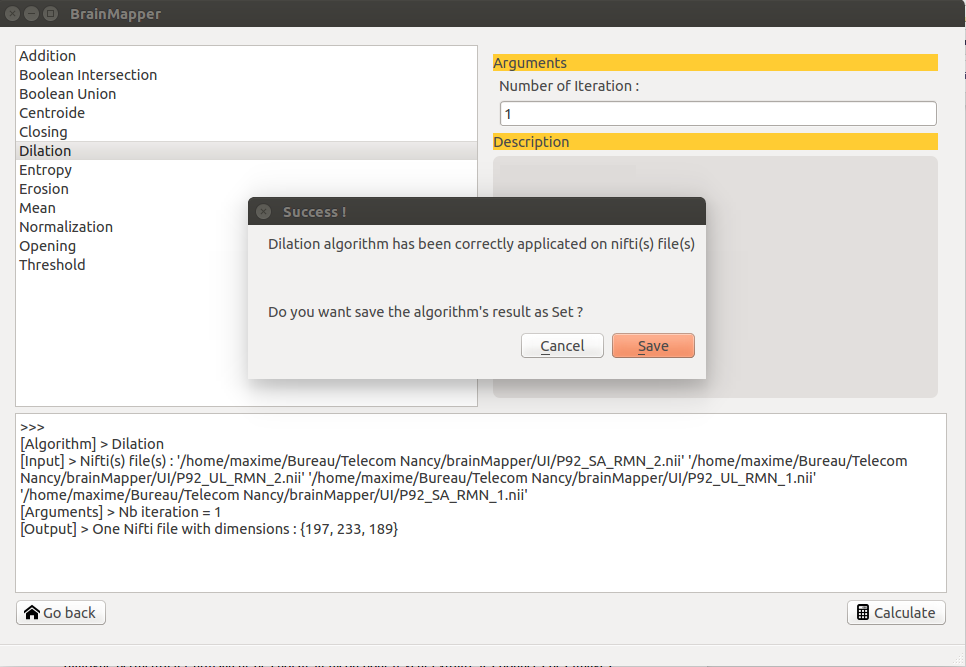 BrainMapper
Addition
Boolean Intersection
Boolean Union
Centroide
Closing
Dilation
Entropy
Erosion
Mean
Normalization
Opening
Threshold
Arguments
Number of Iteration :
1
Description
Success !
Dilation algorithm has been correctly applicated on nifti(s) file(s)
Do you want save the algorithm's result as Set ?
Cancel
Save
>>>
[Algorithm] > Dilation
[Input] > Nifti(s) file(s) : '/home/maxime/Bureau/Telecom Nancy/brainMapper/UI/P92_SA_RMN_2.nii' '/home/maxime/Bureau/Telecom
Nancy/brainMapper/UI/P92_UL_RMN_2.nii' '/home/maxime/Bureau/Telecom Nancy/brainMapper/UI/P92_UL_RMN_1.nii'
'/home/maxime/Bureau/Telecom Nancy/brainMapper/UI/P92_SA_RMN_1.nii'
[Arguments] > Nb iteration = 1
[Output] > One Nifti file with dimensions : {197, 233, 189}
Go back
Calculate